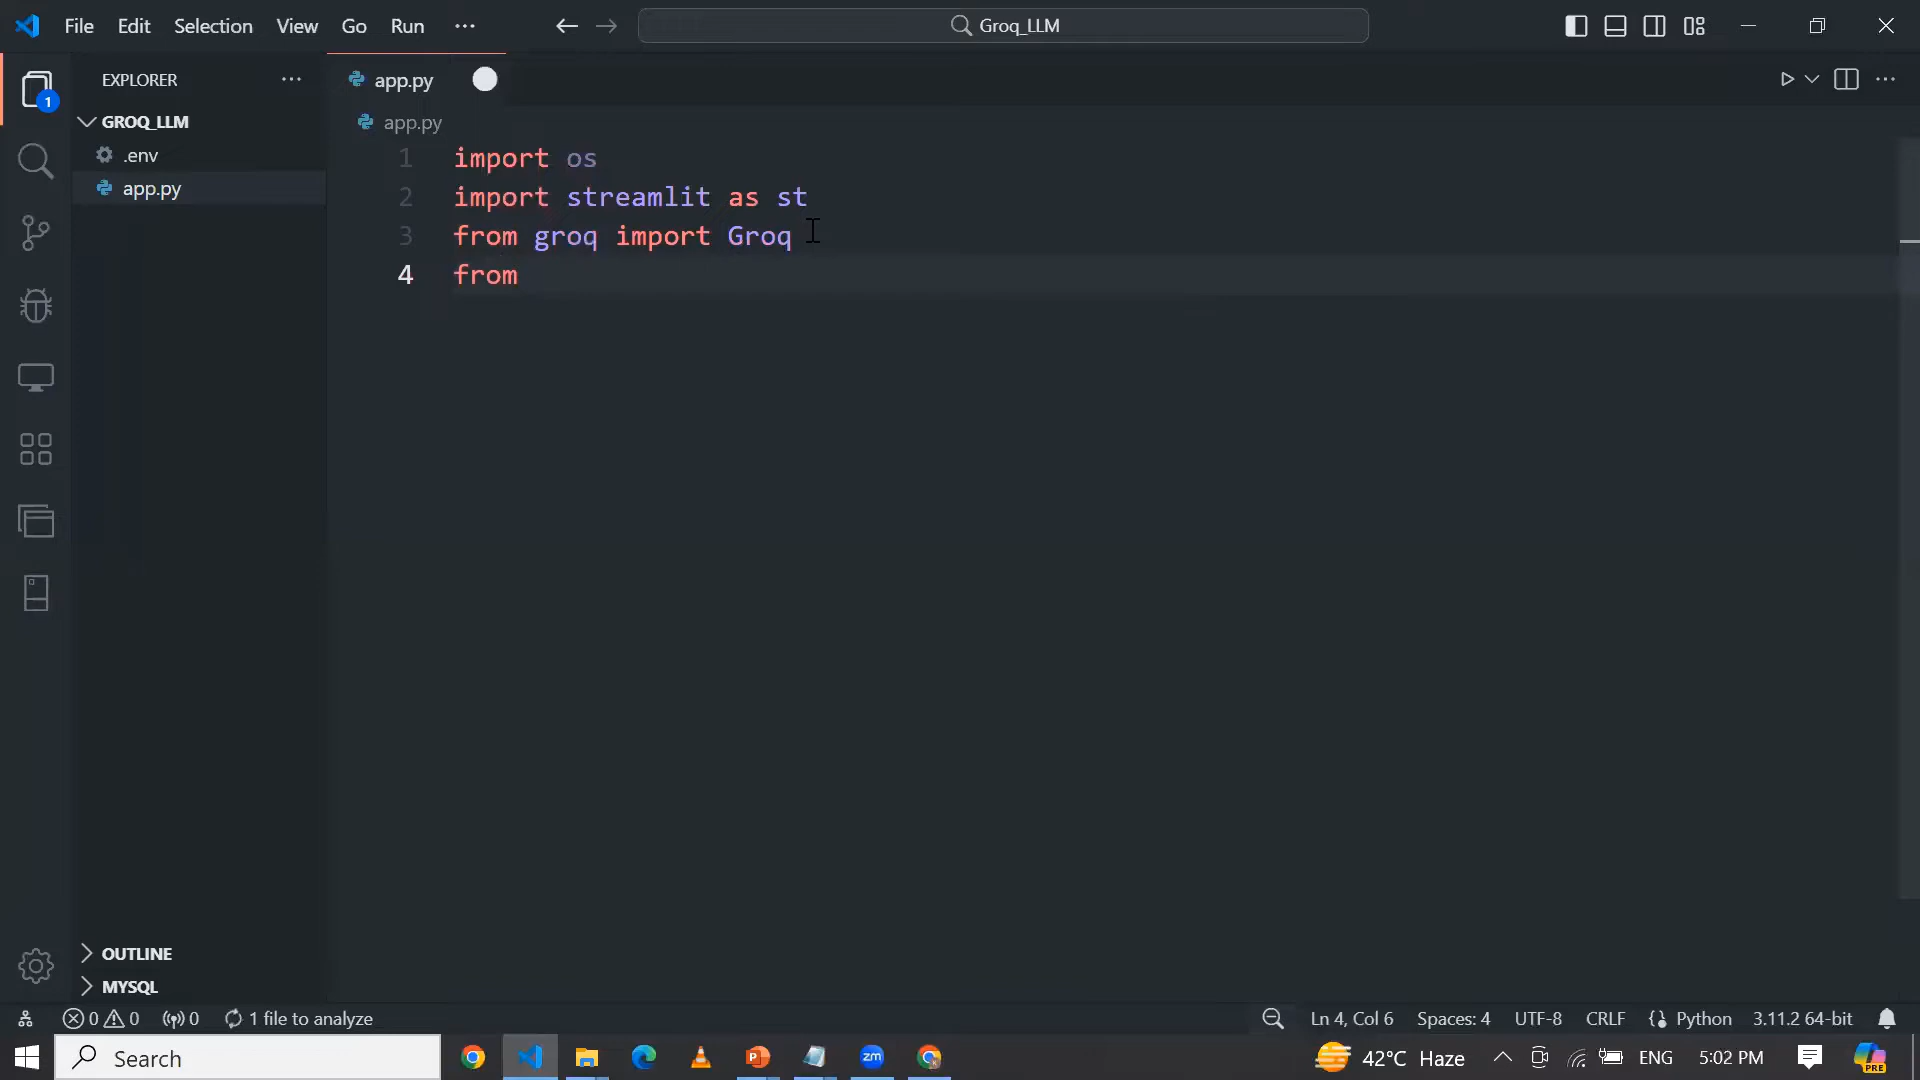 File Edit Selection View Go Run ··· Groq_LLM
EXPLORER ···
app.py
1
GROQ_LLM
.env
app.py
app.py
1 import os
2 import streamlit as st
3 from groq import Groq
4 from
OUTLINE
MYSQL
0 0 0 1 file to analyze Ln 4, Col 6 Spaces: 4 UTF-8 CRLF Python 3.11.2 64-bit
Search zm 42°C Haze ENG 5:02 PM PRE